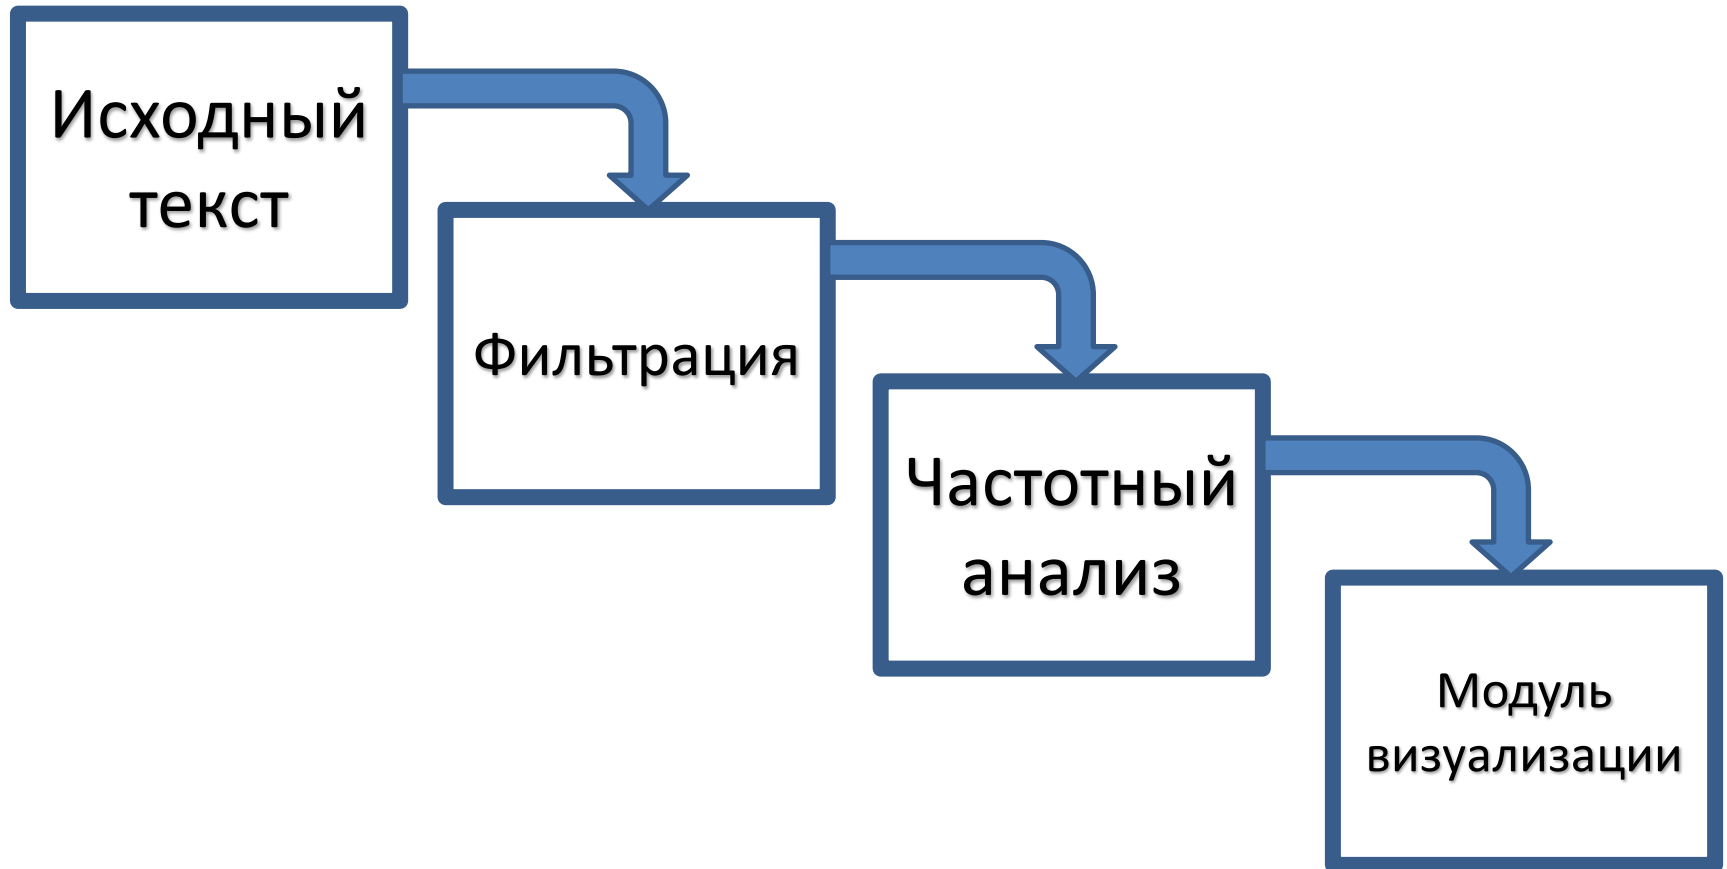 Исходный
текст
Фильтрация
Частотный
анализ
Модуль
визуализации